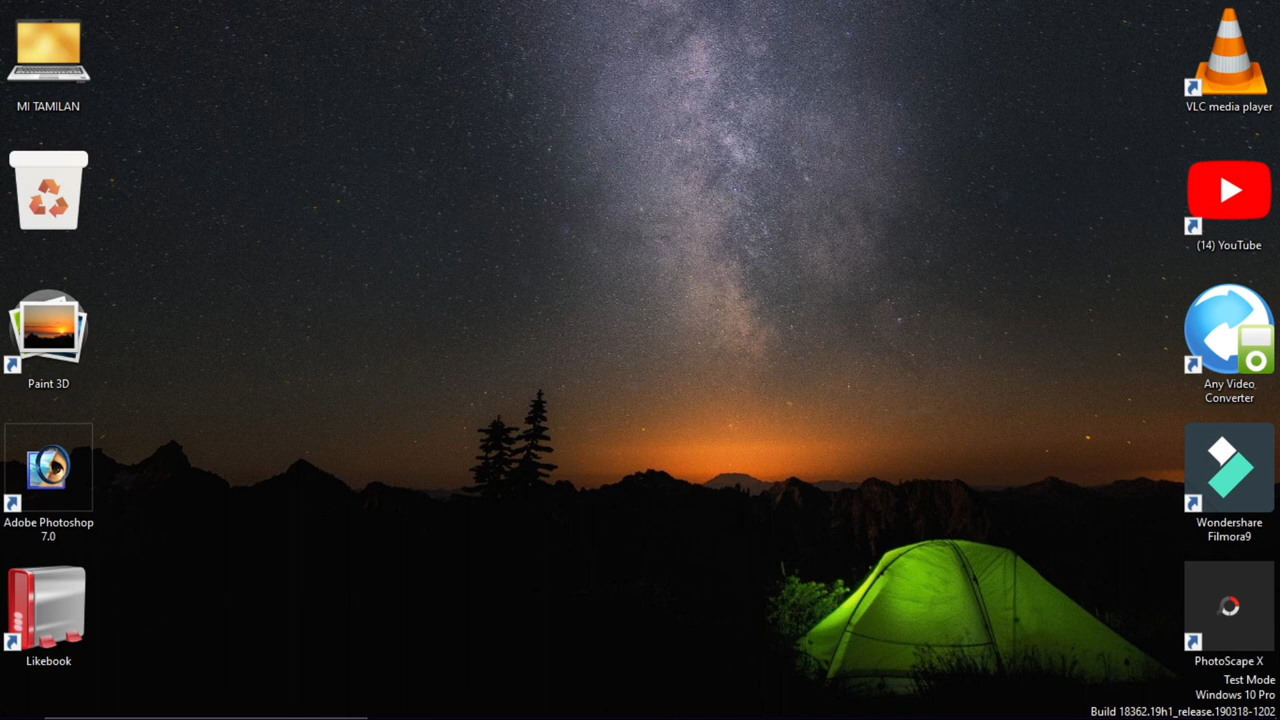 MI TAMILAN
Paint 3D
Adobe Photoshop
7.0
Likebook
VLC media player
(14) YouTube
Any Video
Converter
Wondershare
Filmora9
PhotoScape X
Test Mode
Windows 10 Pro
Build 18362.19h1_release.190318-1202